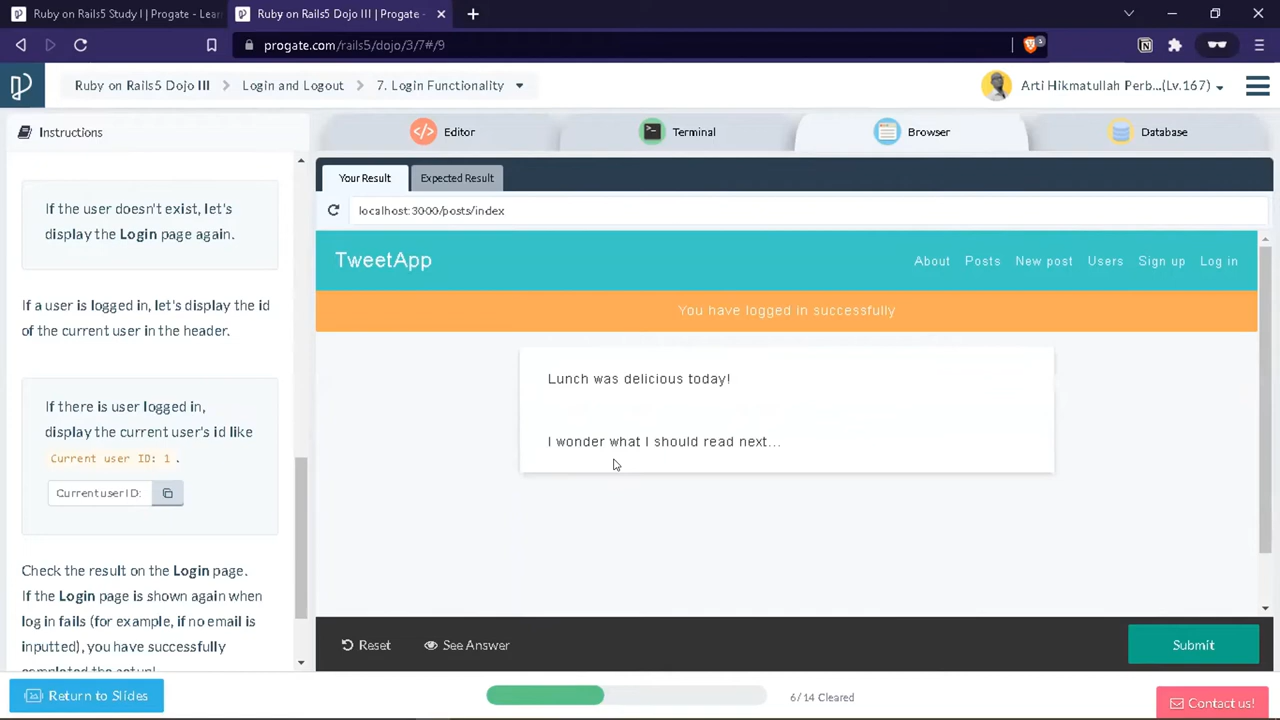 Ruby on Rails5 Study I | Progate - Lear
Ruby on Rails5 Dojo III | Progate -
progate.com/rails5/dojo/3/7#/9
Ruby on Rails5 Dojo III
Login and Logout
7. Login Functionality
Arti Hikmatullah Perb...(Lv.167)
Instructions
Editor
Terminal
Browser
Database
Your Result
Expected Result
localhost:3000/posts/index
If the user doesn't exist, let's
display the Login page again.
If a user is logged in, let's display the id
of the current user in the header.
If there is user logged in,
display the current user's id like
Current user ID: 1 .
Current user ID:
Check the result on the Login page.
If the Login page is shown again when
log in fails (for example, if no email is
inputted), you have successfully
completed the setup!
TweetApp
About
Posts
New post
Users
Sign up
Log in
You have logged in successfully
Lunch was delicious today!
I wonder what I should read next...
Reset
See Answer
Submit
Return to Slides
6/14 Cleared
Contact us!